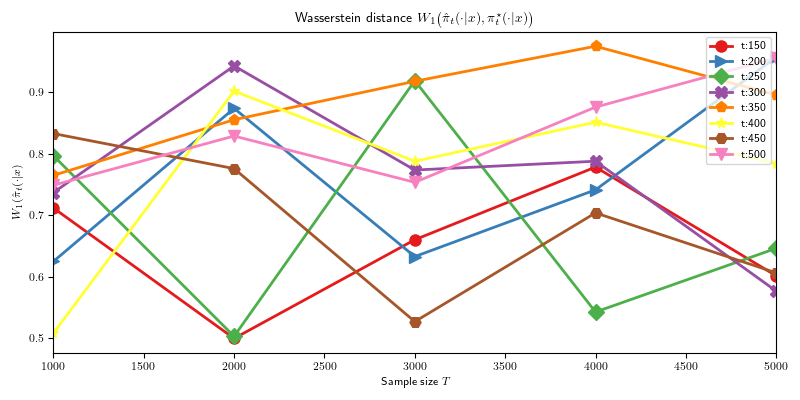 Wasserstein distance $W_1(\hat{\pi}_t(\cdot|x), \pi_t^\star(\cdot|x))$
$W_1(\hat{\pi}_t(\cdot|x)$
0.9
0.8
0.7
0.6
0.5
1000 1500 2000 2500 3000 3500 4000 4500 5000
Sample size $T$
t:150
t:200
t:250
t:300
t:350
t:400
t:450
t:500